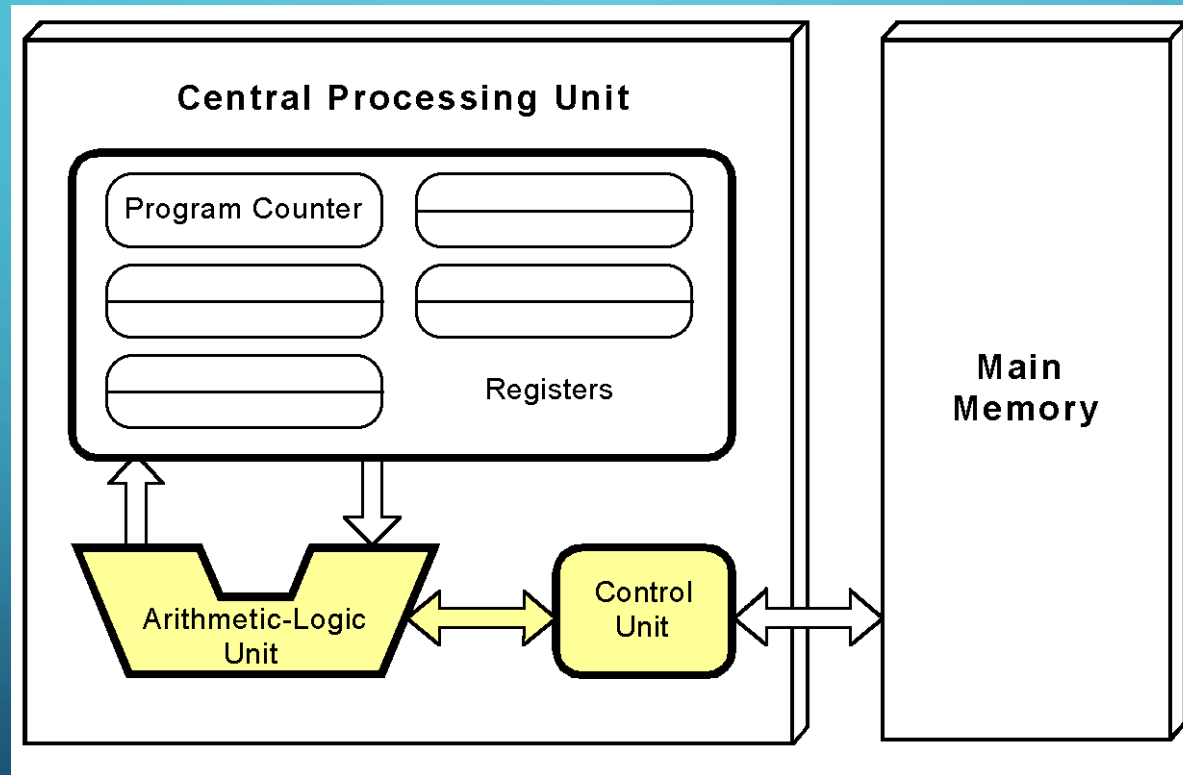 Central Processing Unit
Program Counter
Registers
Arithmetic-Logic
Unit
Control
Unit
Main
Memory